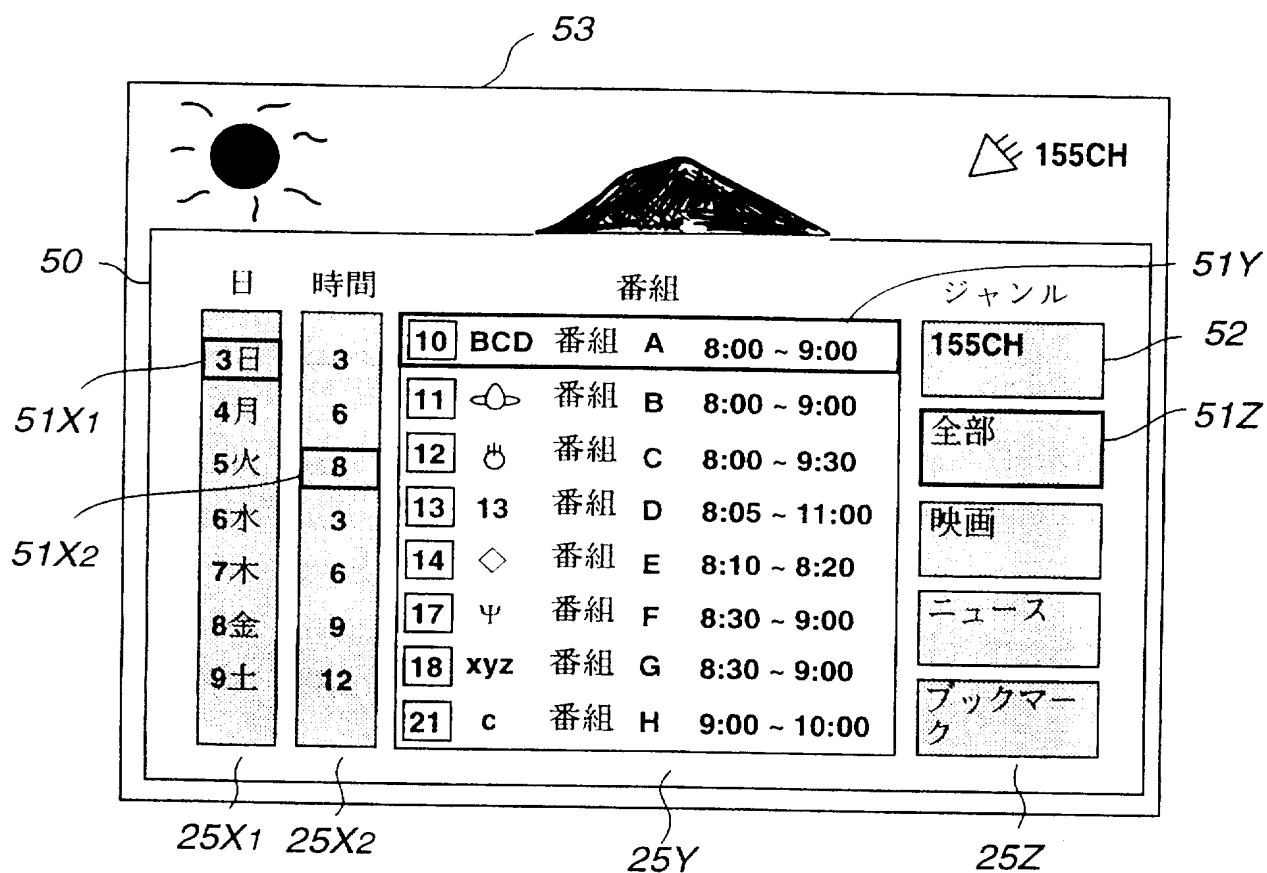 53
155CH
50
日
時間
番組
ジャンル
51Y
3日
4月
5火
6水
7木
8金
9土
3
6
8
3
6
9
12
10 BCD 番組 A 8:00 ~ 9:00
11 番組 B 8:00 ~ 9:00
12 番組 C 8:00 ~ 9:30
13 13 番組 D 8:05 ~ 11:00
14 ◇ 番組 E 8:10 ~ 8:20
17 Ψ 番組 F 8:30 ~ 9:00
18 xyz 番組 G 8:30 ~ 9:00
21 c 番組 H 9:00 ~ 10:00
155CH
全部
映画
ニュース
ブックマー
ク
52
51Z
51X1
51X2
25X1
25X2
25Y
25Z